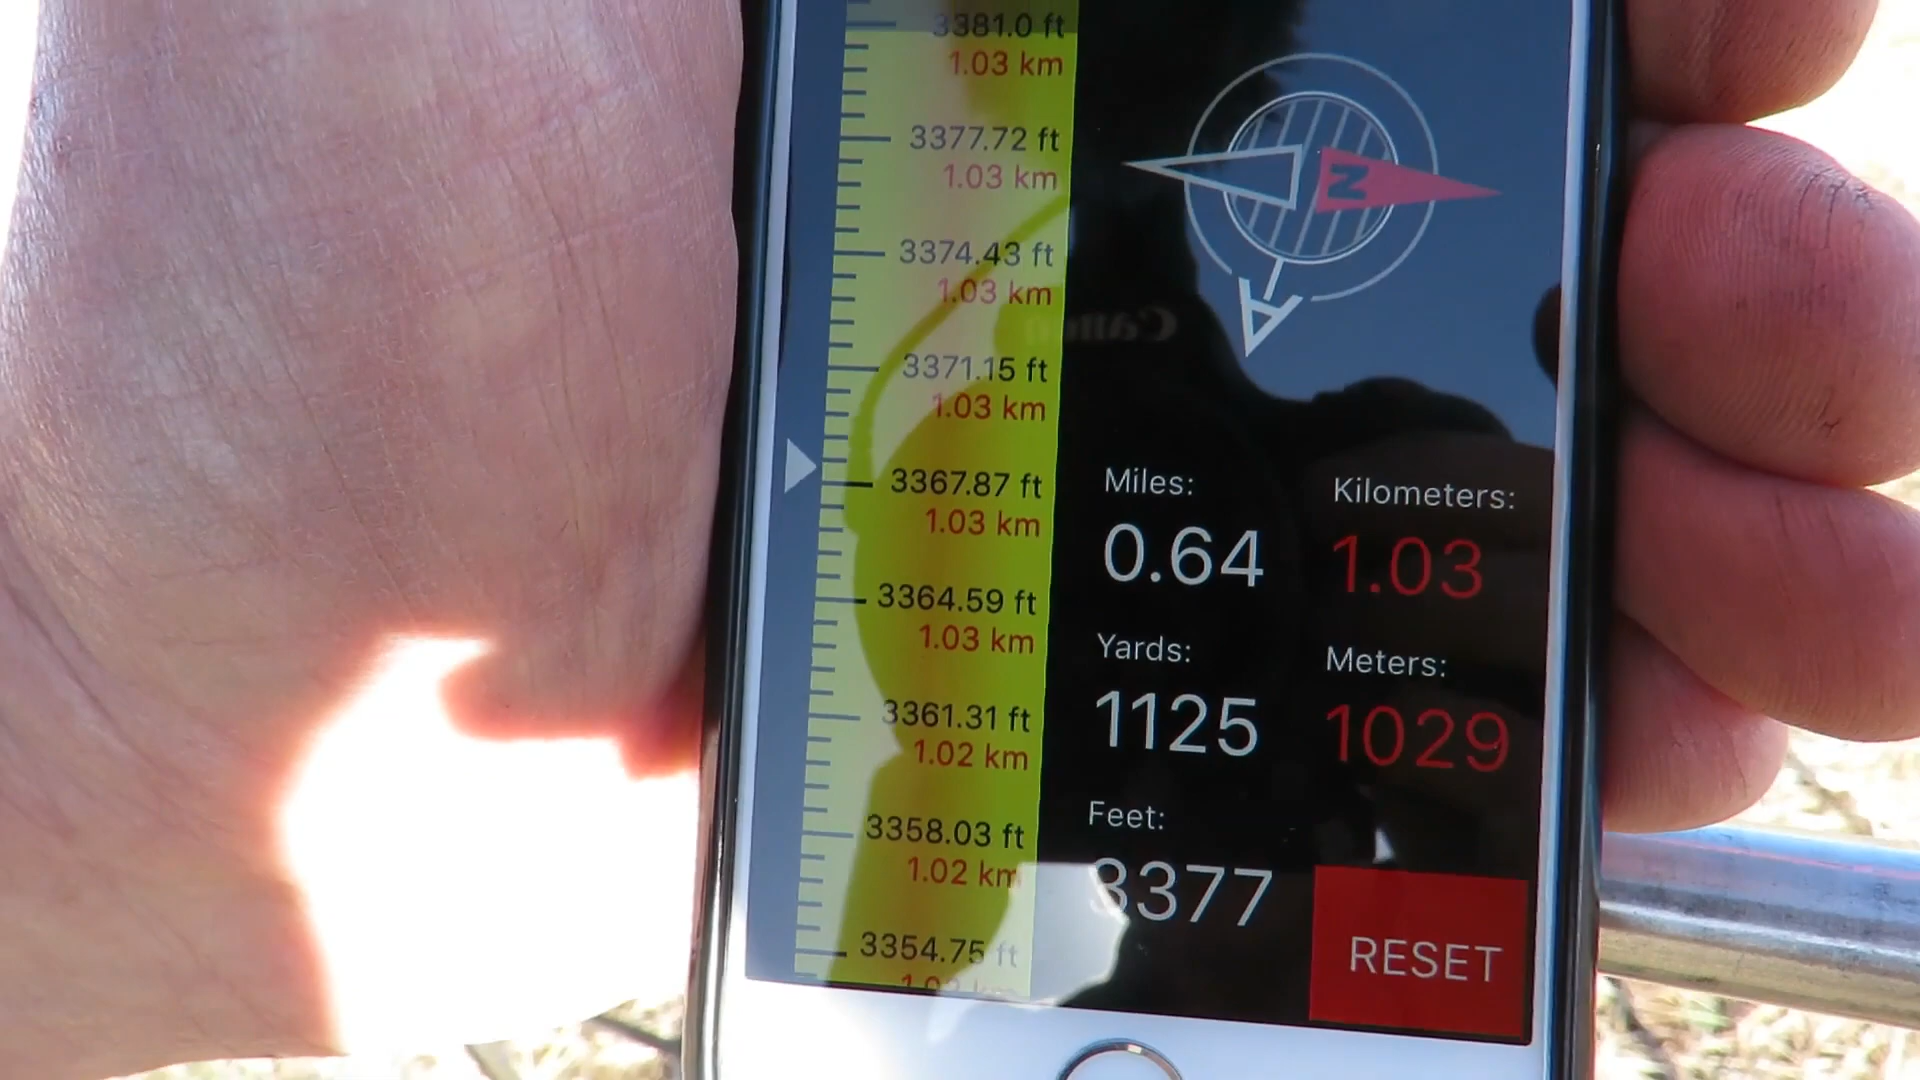 3381.0 ft
1.03 km
3377.72 ft
1.03 km
3374.43 ft
1.03 km
3371.15 ft
1.03 km
3367.87 ft
1.03 km
3364.59 ft
1.03 km
3361.31 ft
1.02 km
3358.03 ft
1.02 km
3354.75 ft
N
A
Canon
Miles:
0.64
Kilometers:
1.03
Yards:
1125
Meters:
1029
Feet:
3377
RESET